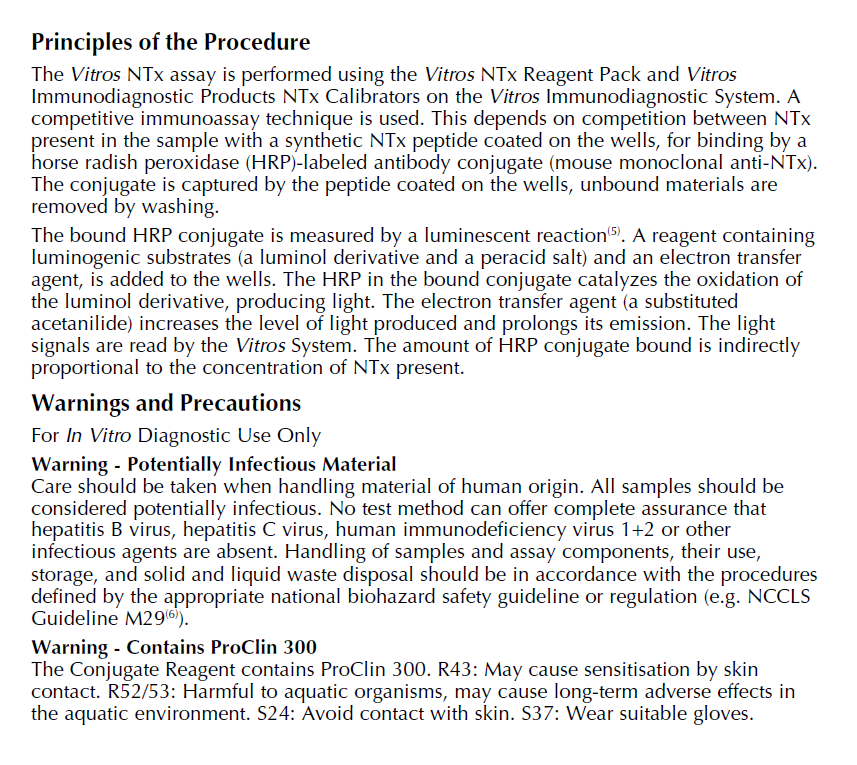 Principles of the Procedure
The Vitros NTx assay is performed using the Vitros NTx Reagent Pack and Vitros
Immunodiagnostic Products NTx Calibrators on the Vitros Immunodiagnostic System. A
competitive immunoassay technique is used. This depends on competition between NTx
present in the sample with a synthetic NTx peptide coated on the wells, for binding by a
horse radish peroxidase (HRP)-labeled antibody conjugate (mouse monoclonal anti-NTx).
The conjugate is captured by the peptide coated on the wells, unbound materials are
removed by washing.
The bound HRP conjugate is measured by a luminescent reaction(5). A reagent containing
luminogenic substrates (a luminol derivative and a peracid salt) and an electron transfer
agent, is added to the wells. The HRP in the bound conjugate catalyzes the oxidation of
the luminol derivative, producing light. The electron transfer agent (a substituted
acetanilide) increases the level of light produced and prolongs its emission. The light
signals are read by the Vitros System. The amount of HRP conjugate bound is indirectly
proportional to the concentration of NTx present.
Warnings and Precautions
For In Vitro Diagnostic Use Only
Warning - Potentially Infectious Material
Care should be taken when handling material of human origin. All samples should be
considered potentially infectious. No test method can offer complete assurance that
hepatitis B virus, hepatitis C virus, human immunodeficiency virus 1+2 or other
infectious agents are absent. Handling of samples and assay components, their use,
storage, and solid and liquid waste disposal should be in accordance with the procedures
defined by the appropriate national biohazard safety guideline or regulation (e.g. NCCLS
Guideline M29(6)).
Warning - Contains ProClin 300
The Conjugate Reagent contains ProClin 300. R43: May cause sensitisation by skin
contact. R52/53: Harmful to aquatic organisms, may cause long-term adverse effects in
the aquatic environment. S24: Avoid contact with skin. S37: Wear suitable gloves.